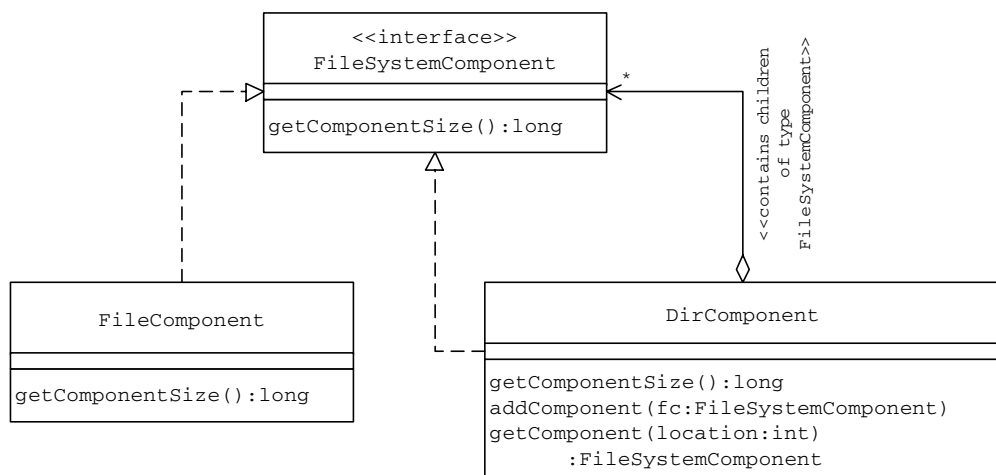 <<interface>>
FileSystemComponent
getComponentSize():long
*
<<contains children
of type
FileSystemComponent>>
FileComponent
getComponentSize():long
DirComponent
getComponentSize():long
addComponent(fc:FileSystemComponent)
getComponent(location:int)
:FileSystemComponent